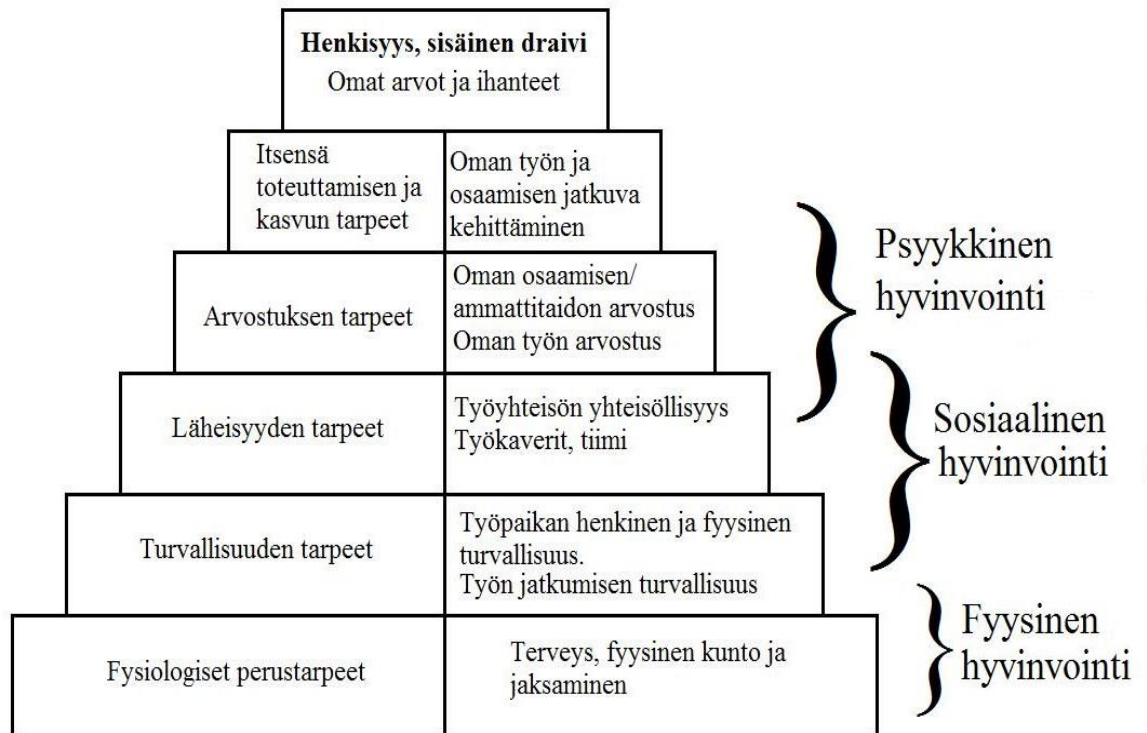 Henkisyys, sisäinen draivi
Omat arvot ja ihanteet
Itsensä
toteuttamisen ja
kasvun tarpeet
Oman työn ja
osaamisen jatkuva
kehittäminen
Arvostuksen tarpeet
Oman osaamisen/
ammattitaidon arvostus
Oman työn arvostus
Läheisyyden tarpeet
Työyhteisön yhteisöllisyys
Työkaverit, tiimi
Turvallisuuden tarpeet
Työpaikan henkinen ja fyysinen
turvallisuus.
Työn jatkumisen turvallisuus
Fysiologiset perustarpeet
Terveys, fyysinen kunto ja
jaksaminen
Psyykkinen
hyvinvointi
Sosiaalinen
hyvinvointi
Fyysinen
hyvinvointi